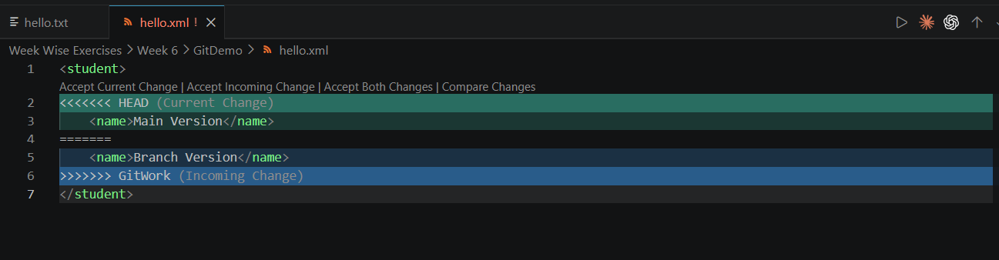 hello.txt
hello.xml !
Week Wise Exercises > Week 6 > GitDemo > hello.xml
1 <student>
Accept Current Change | Accept Incoming Change | Accept Both Changes | Compare Changes
2 <<<<<<< HEAD (Current Change)
3     <name>Main Version</name>
4 =======
5     <name>Branch Version</name>
6 >>>>>>> GitWork (Incoming Change)
7 </student>